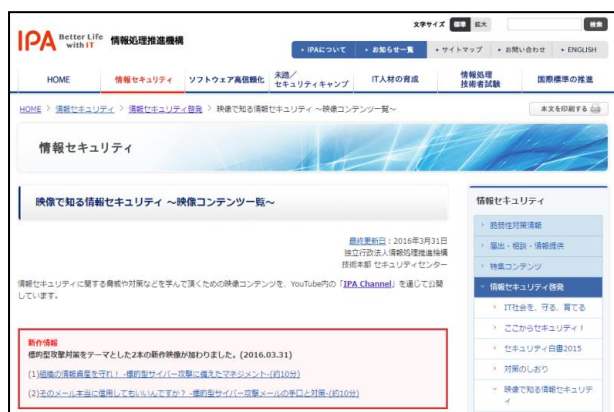 文字サイズ 標準 拡大 検索
IPA Better Life with IT 情報処理推進機構
IPAについて お知らせ一覧 サイトマップ お問い合わせ ENGLISH
HOME 情報セキュリティ ソフトウェア高信頼化 未踏／セキュリティキャンプ IT人材の育成 情報処理技術者試験 国際標準の推進
HOME > 情報セキュリティ > 情報セキュリティ啓発 > 映像で知る情報セキュリティ ～映像コンテンツ一覧～
本文を印刷する
情報セキュリティ
映像で知る情報セキュリティ ～映像コンテンツ一覧～
最終更新日：2016年3月31日
独立行政法人情報処理推進機構
技術本部 セキュリティセンター
情報セキュリティに関する脅威や対策などを学んで頂くための映像コンテンツを、YouTube内の「IPA Channel」を通じて公開
しています。
新作情報
標的型攻撃対策をテーマとした2本の新作映像が加わりました。(2016.03.31)
(1)組織の情報資産を守れ！ -標的型サイバー攻撃に備えたマネジメント-(約10分)
(2)そのメール本当に信用してもいいんですか？ -標的型サイバー攻撃メールの手口と対策-(約10分)
情報セキュリティ
脆弱性対策情報
届出・相談・情報提供
特集コンテンツ
情報セキュリティ啓発
IT社会を、守る、育てる
ここからセキュリティ！
セキュリティ白書2015
対策のしおり
映像で知る情報セキュリテ
ィ